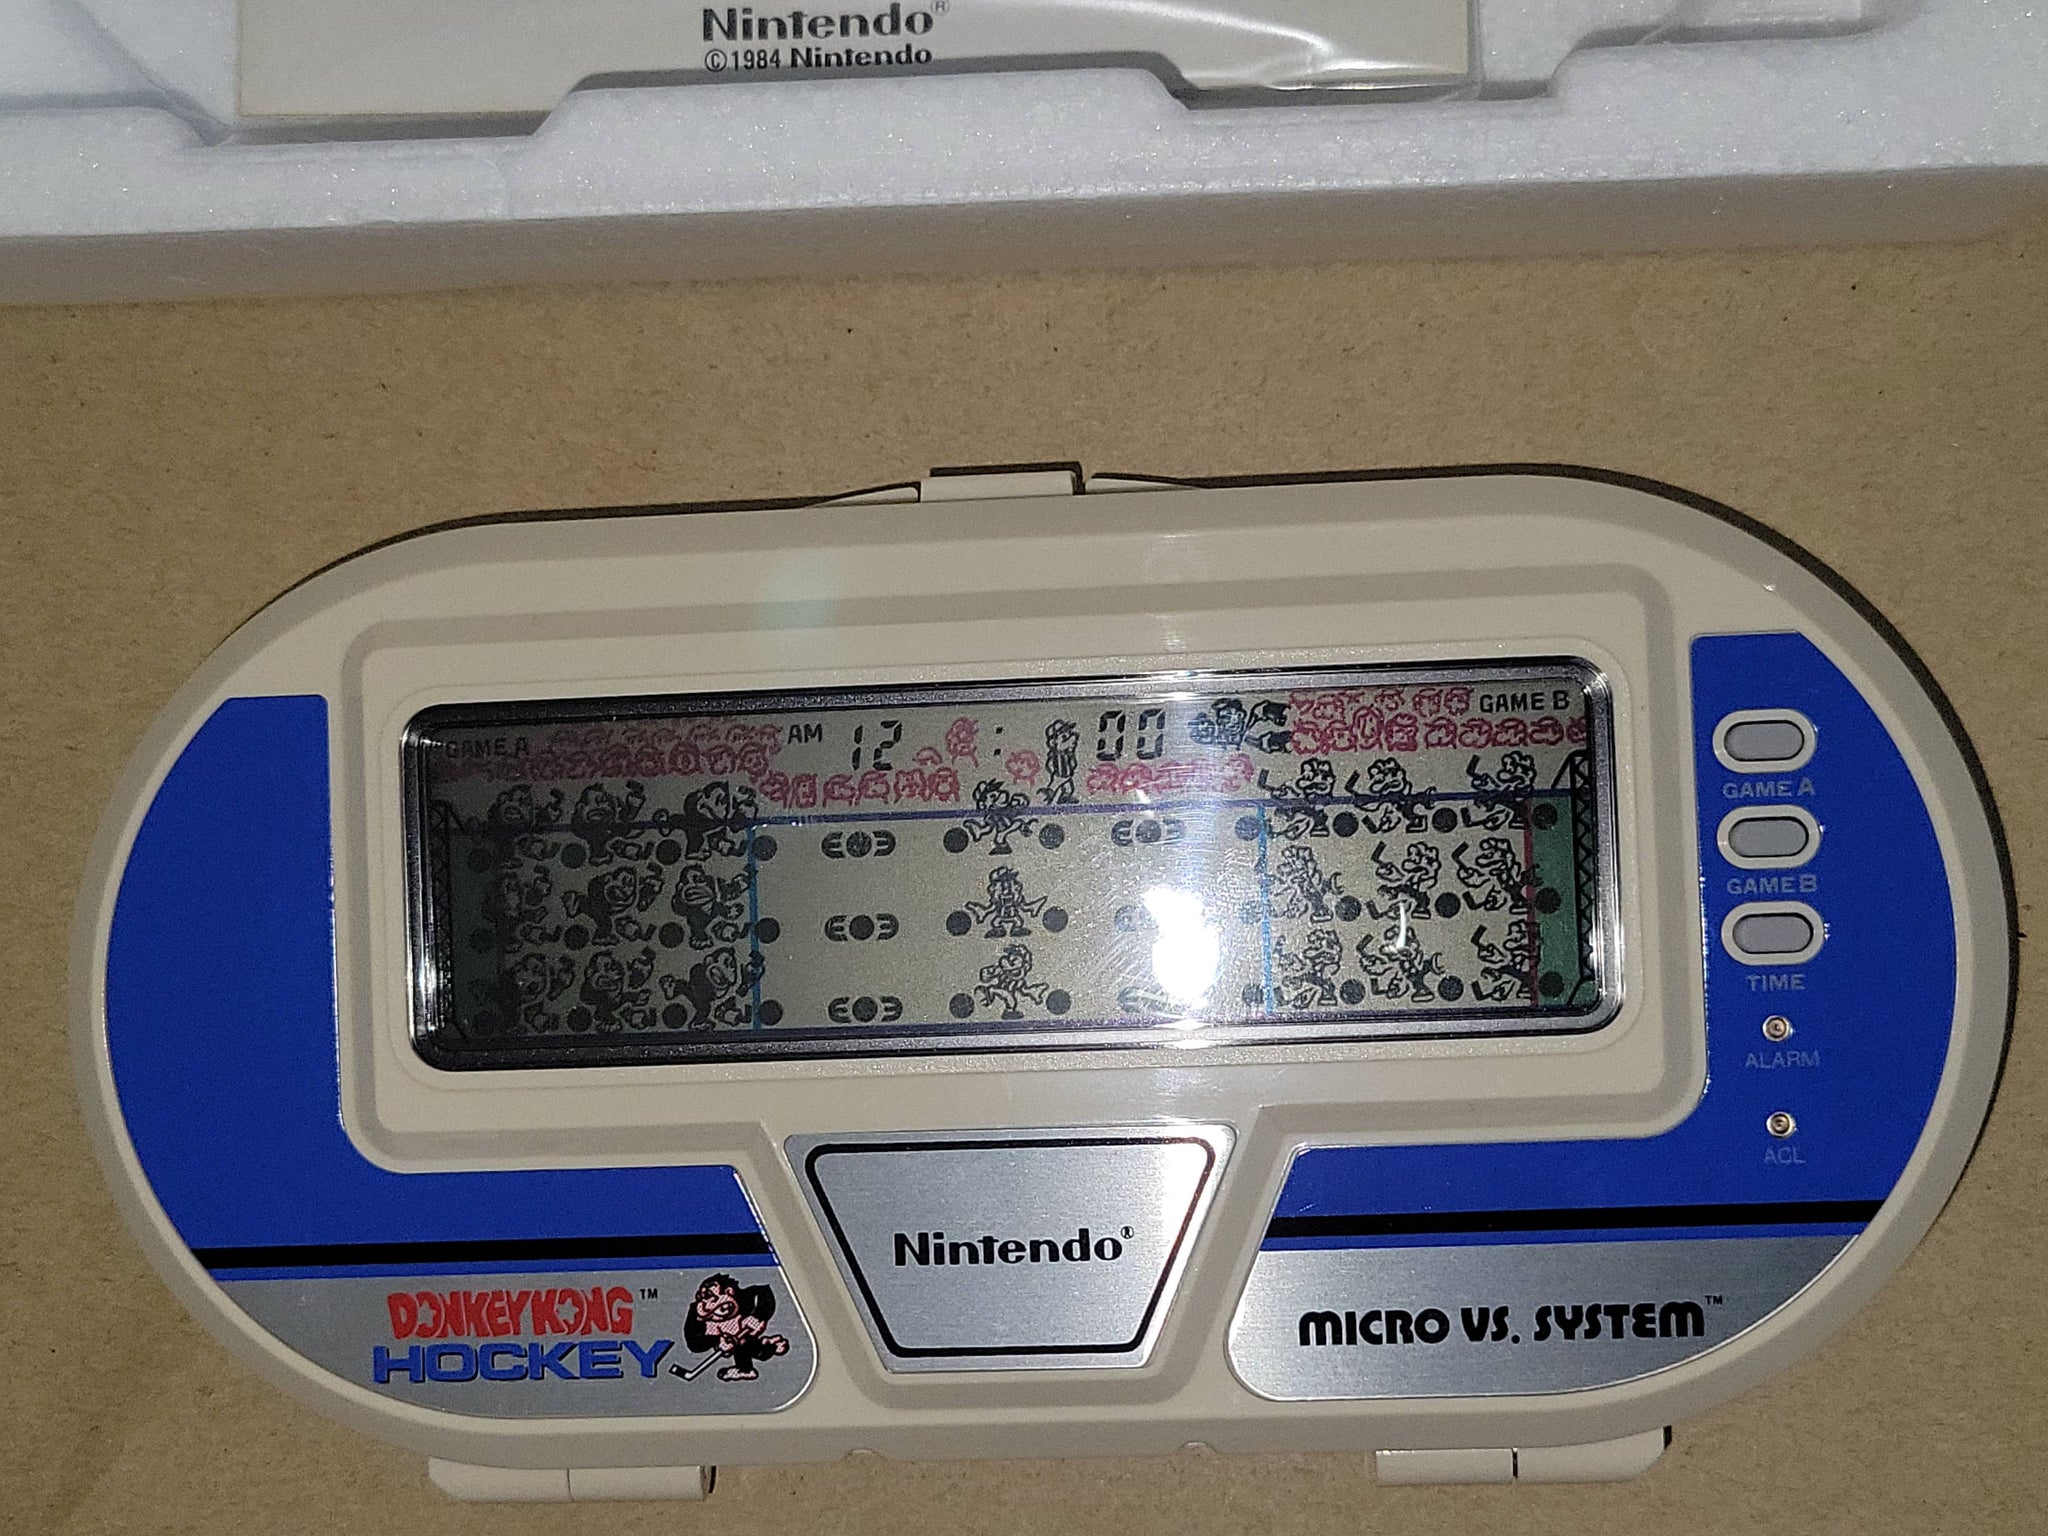 Nintendo®
©1984 Nintendo
GAME A
AM 12:00
GAME B
GAME A
GAME B
TIME
ALARM
ACL
DONKEY KONG™
HOCKEY
Nintendo®
MICRO VS. SYSTEM™